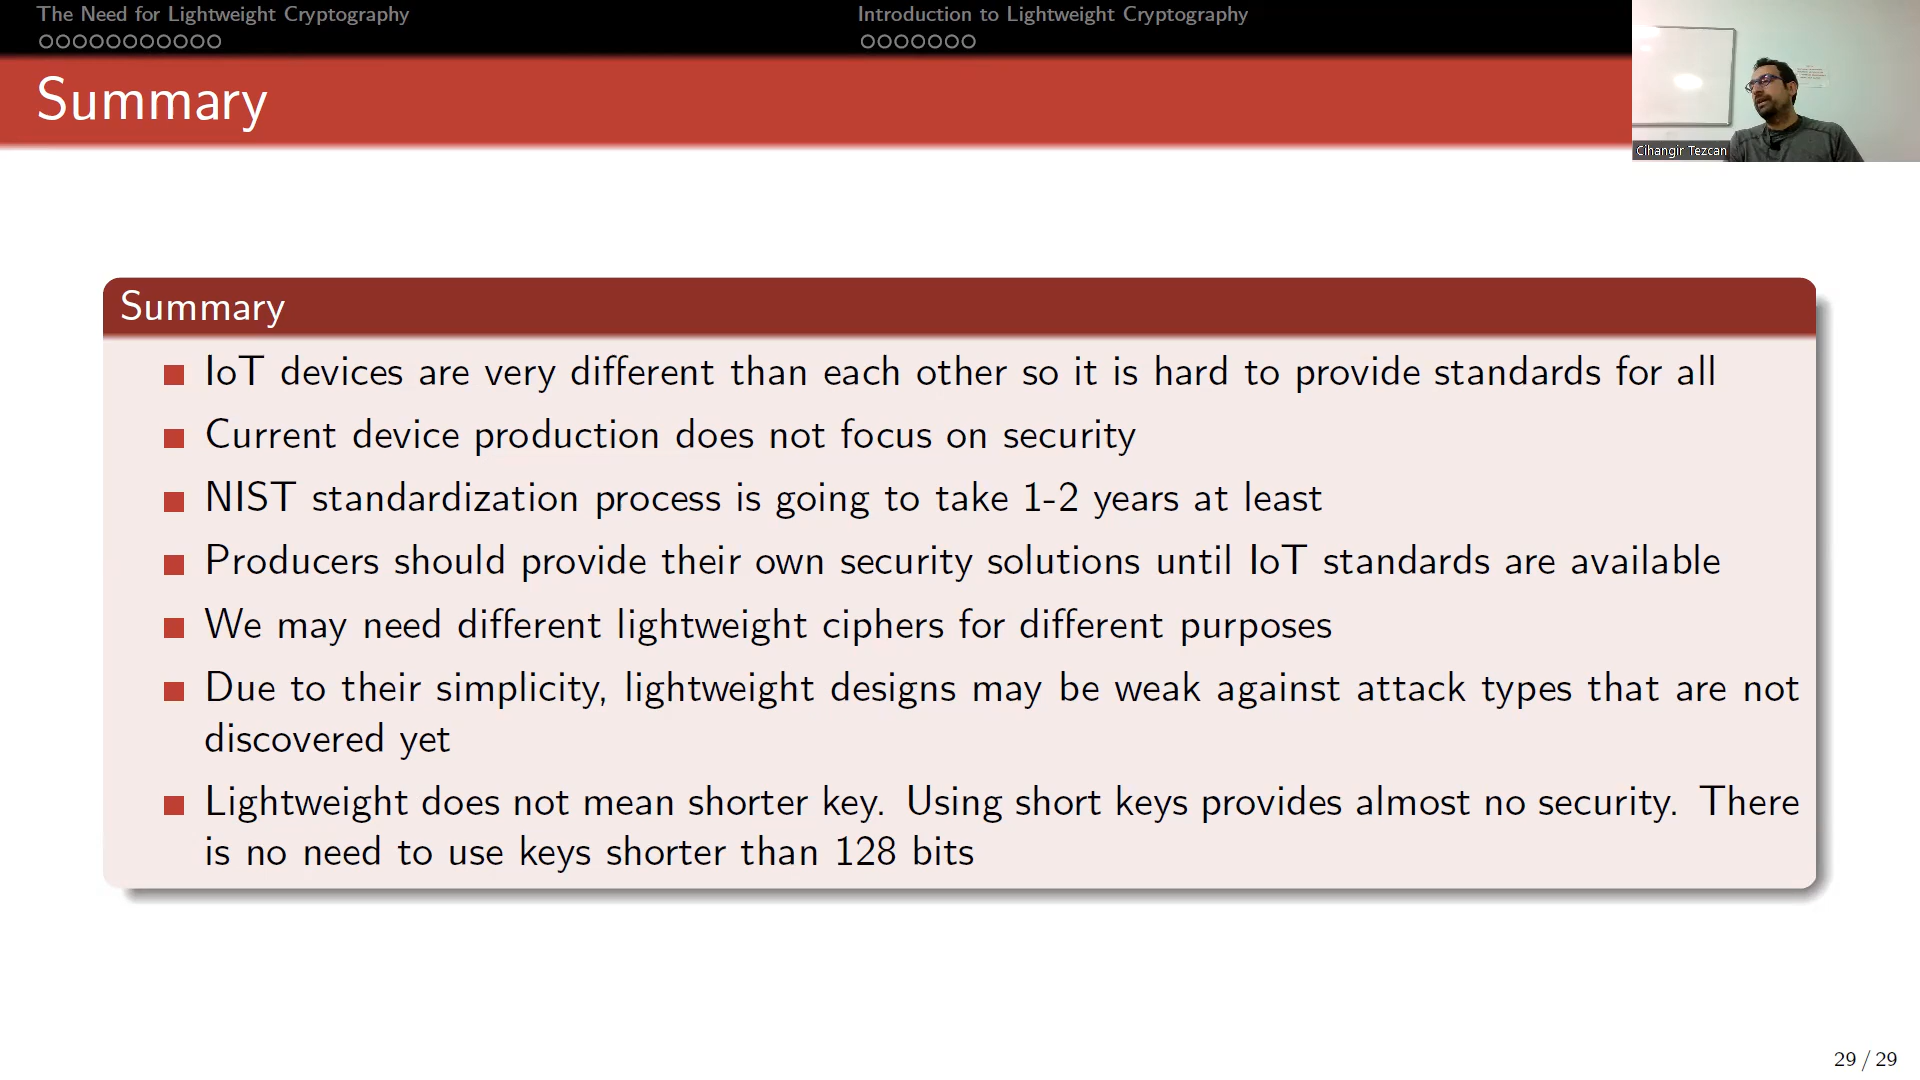 The Need for Lightweight Cryptography
Introduction to Lightweight Cryptography
Summary
Cihangir Tezcan
Summary
IoT devices are very different than each other so it is hard to provide standards for all
Current device production does not focus on security
NIST standardization process is going to take 1-2 years at least
Producers should provide their own security solutions until IoT standards are available
We may need different lightweight ciphers for different purposes
Due to their simplicity, lightweight designs may be weak against attack types that are not
discovered yet
Lightweight does not mean shorter key. Using short keys provides almost no security. There
is no need to use keys shorter than 128 bits
29 / 29